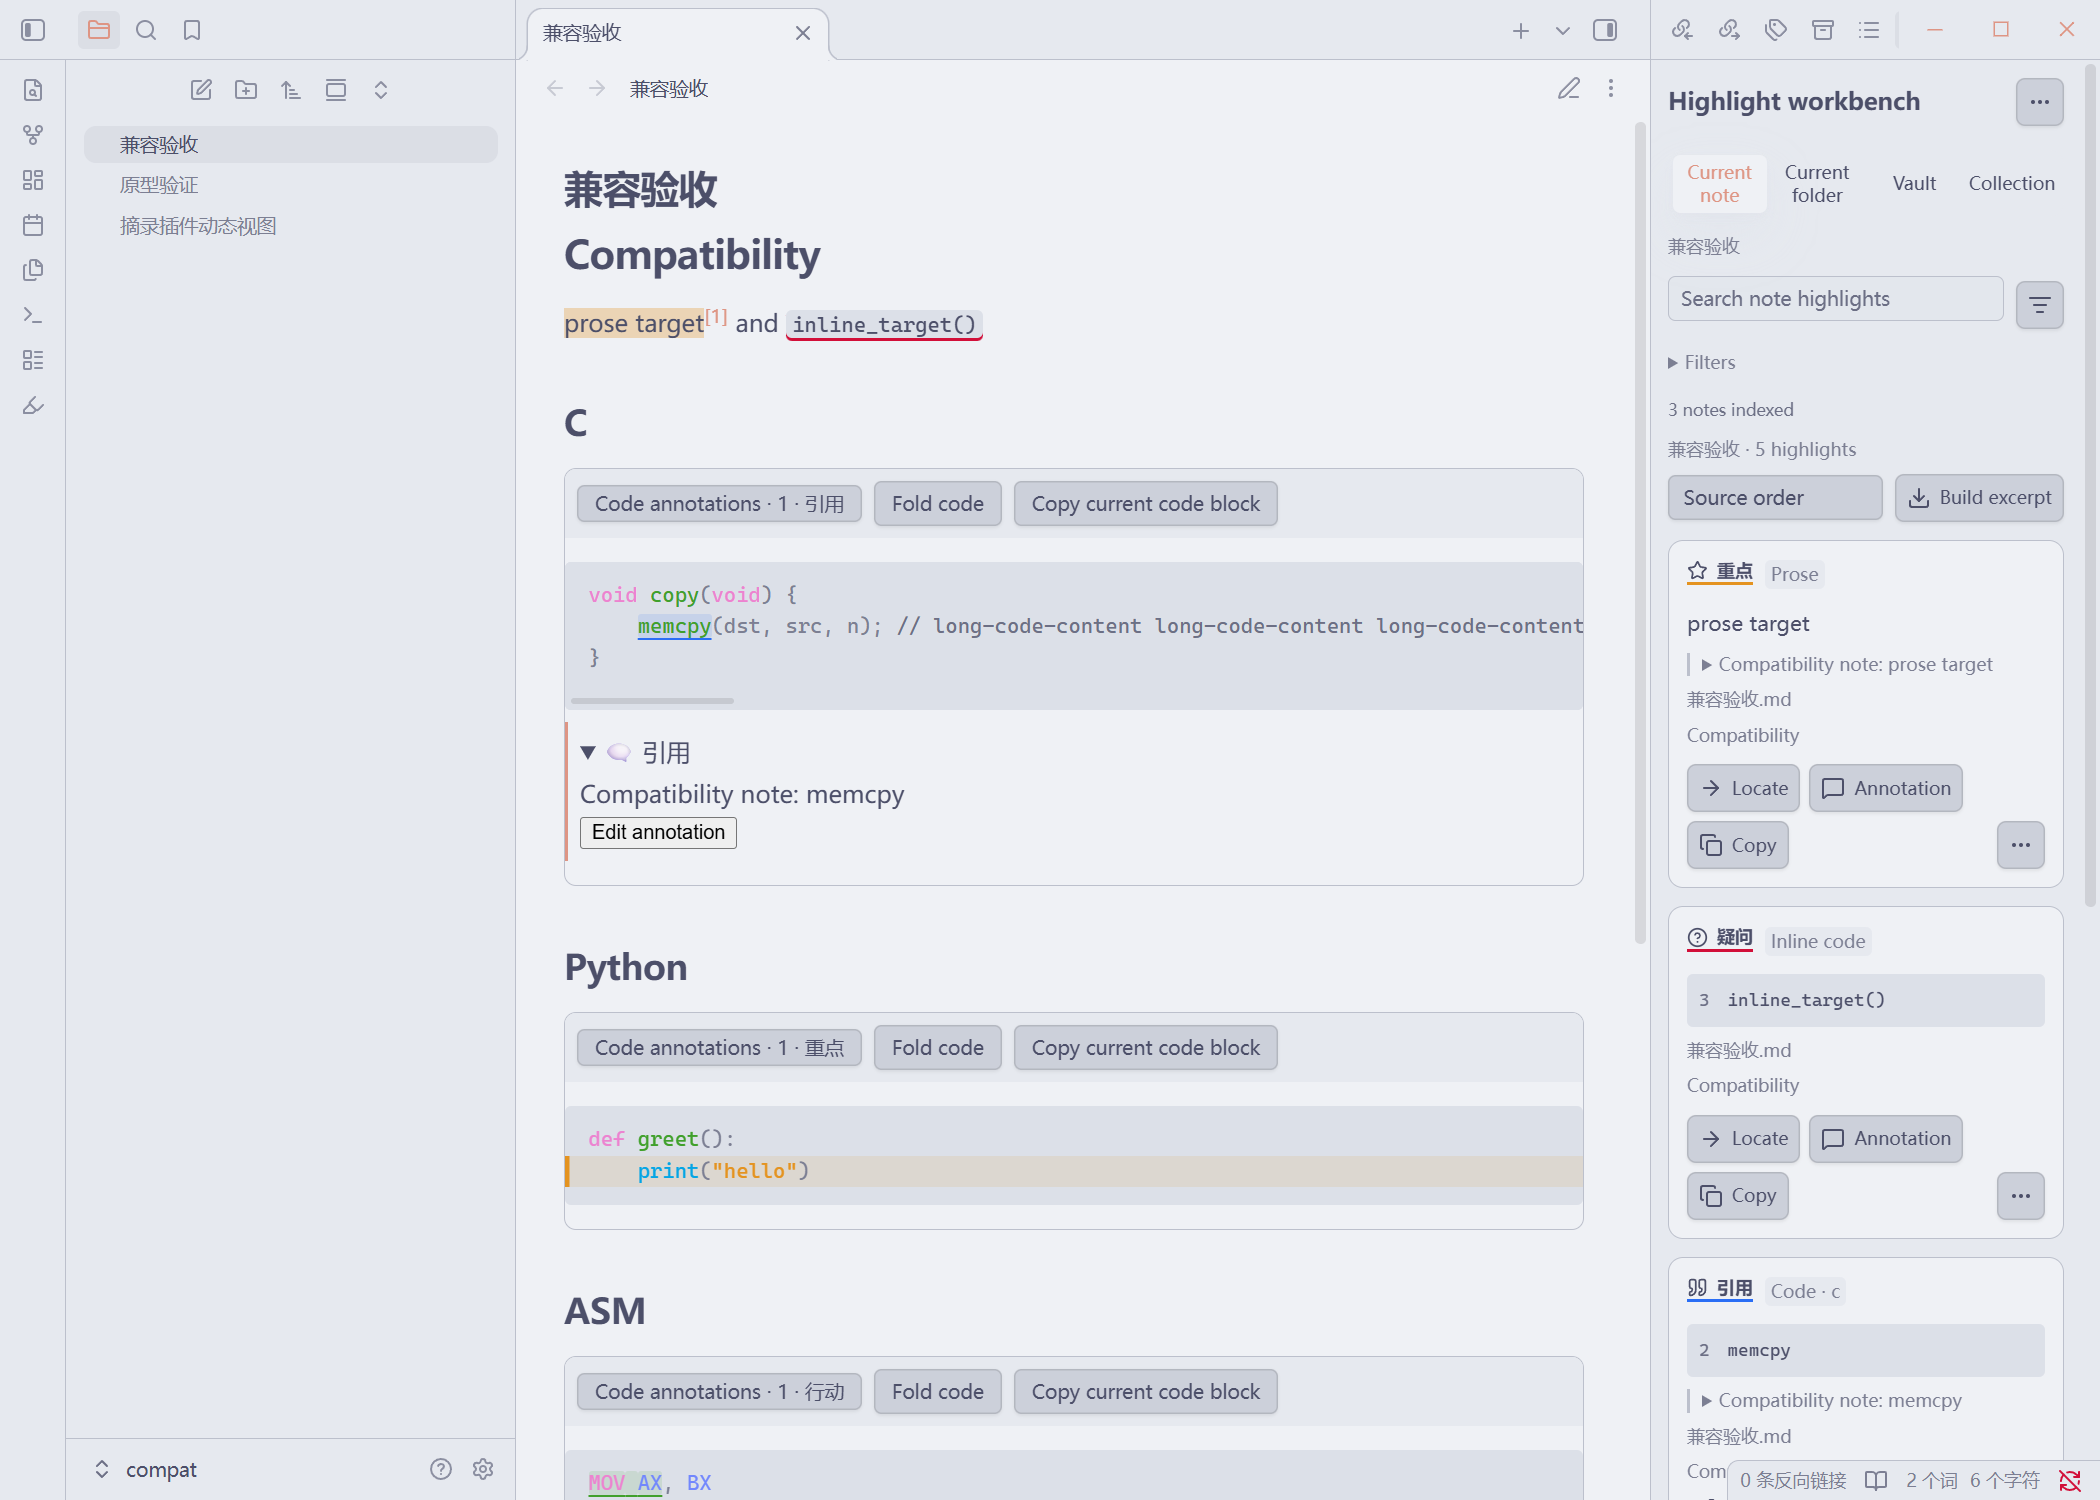 兼容验收
兼容验收
原型验证
摘录插件动态视图
compat
兼容验收
兼容验收
Compatibility
prose target[1] and inline_target()
C
Code annotations · 1 · 引用
Fold code
Copy current code block
void copy(void) {
memcpy(dst, src, n); // long-code-content long-code-content long-code-content
}
引用
Compatibility note: memcpy
Edit annotation
Python
Code annotations · 1 · 重点
Fold code
Copy current code block
def greet():
print("hello")
ASM
Code annotations · 1 · 行动
Fold code
Copy current code block
MOV AX, BX
Highlight workbench
Current note
Current folder
Vault
Collection
兼容验收
Search note highlights
Filters
3 notes indexed
兼容验收 · 5 highlights
Source order
Build excerpt
重点
Prose
prose target
Compatibility note: prose target
兼容验收.md
Compatibility
Locate
Annotation
Copy
疑问
Inline code
3 inline_target()
兼容验收.md
Compatibility
Locate
Annotation
Copy
引用
Code · c
2 memcpy
Compatibility note: memcpy
兼容验收.md
Com
0 条反向链接
2 个词
6 个字符